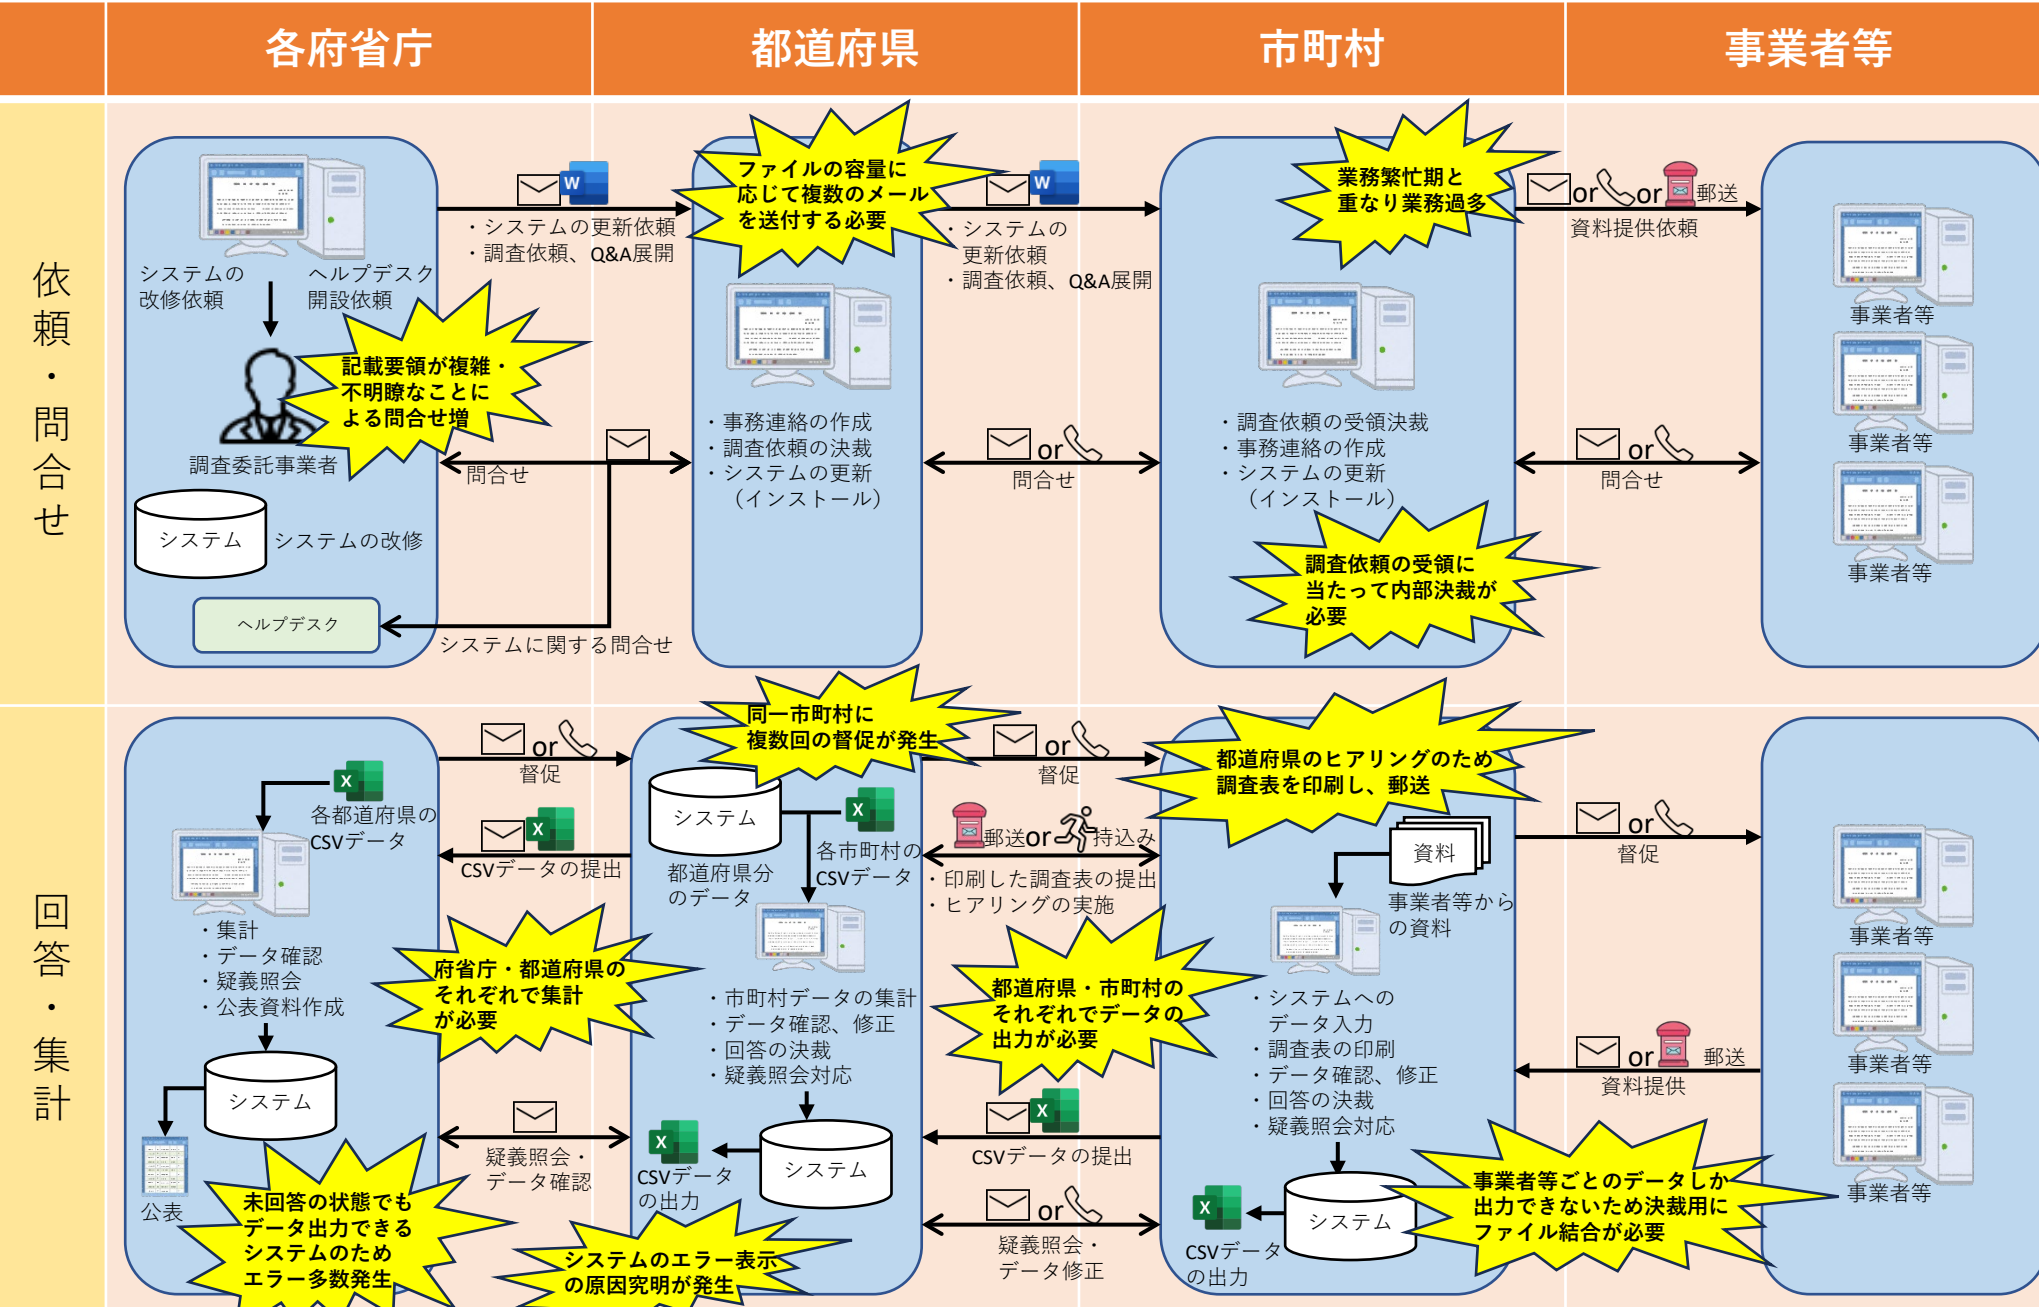 各府省庁
都道府県
市町村
事業者等
依頼・問合せ
システムの
改修依頼
ヘルプデスク
開設依頼
記載要領が複雑・
不明瞭なことに
よる問合せ増
調査委託事業者
システム
システムの改修
ヘルプデスク
W
・システムの更新依頼
・調査依頼、Q&A展開
問合せ
システムに関する問合せ
ファイルの容量に
応じて複数のメール
を送付する必要
・事務連絡の作成
・調査依頼の決裁
・システムの更新
（インストール）
W
・システムの
更新依頼
・調査依頼、Q&A展開
or
問合せ
業務繁忙期と
重なり業務過多
・調査依頼の受領決裁
・事務連絡の作成
・システムの更新
（インストール）
調査依頼の受領に
当たって内部決裁が
必要
or or 郵送
資料提供依頼
or
問合せ
事業者等
事業者等
事業者等
回答・集計
X
各都道府県の
CSVデータ
・集計
・データ確認
・疑義照会
・公表資料作成
システム
公表
未回答の状態でも
データ出力できる
システムのため
エラー多数発生
or
督促
X
CSVデータの提出
府省庁・都道府県の
それぞれで集計
が必要
疑義照会・
データ確認
システムのエラー表示
の原因究明が発生
同一市町村に
複数回の督促が発生
システム
都道府県分
のデータ
X
各市町村の
CSVデータ
・市町村データの集計
・データ確認、修正
・回答の決裁
・疑義照会対応
システム
X
CSVデータ
の出力
or
督促
郵送or 持込み
・印刷した調査表の提出
・ヒアリングの実施
都道府県・市町村の
それぞれでデータの
出力が必要
X
CSVデータの提出
or
疑義照会・
データ修正
都道府県のヒアリングのため
調査表を印刷し、郵送
資料
事業者等から
の資料
・システムへの
データ入力
・調査表の印刷
・データ確認、修正
・回答の決裁
・疑義照会対応
システム
X
CSVデータ
の出力
事業者等ごとのデータしか
出力できないため決裁用に
ファイル結合が必要
or
督促
or 郵送
資料提供
事業者等
事業者等
事業者等